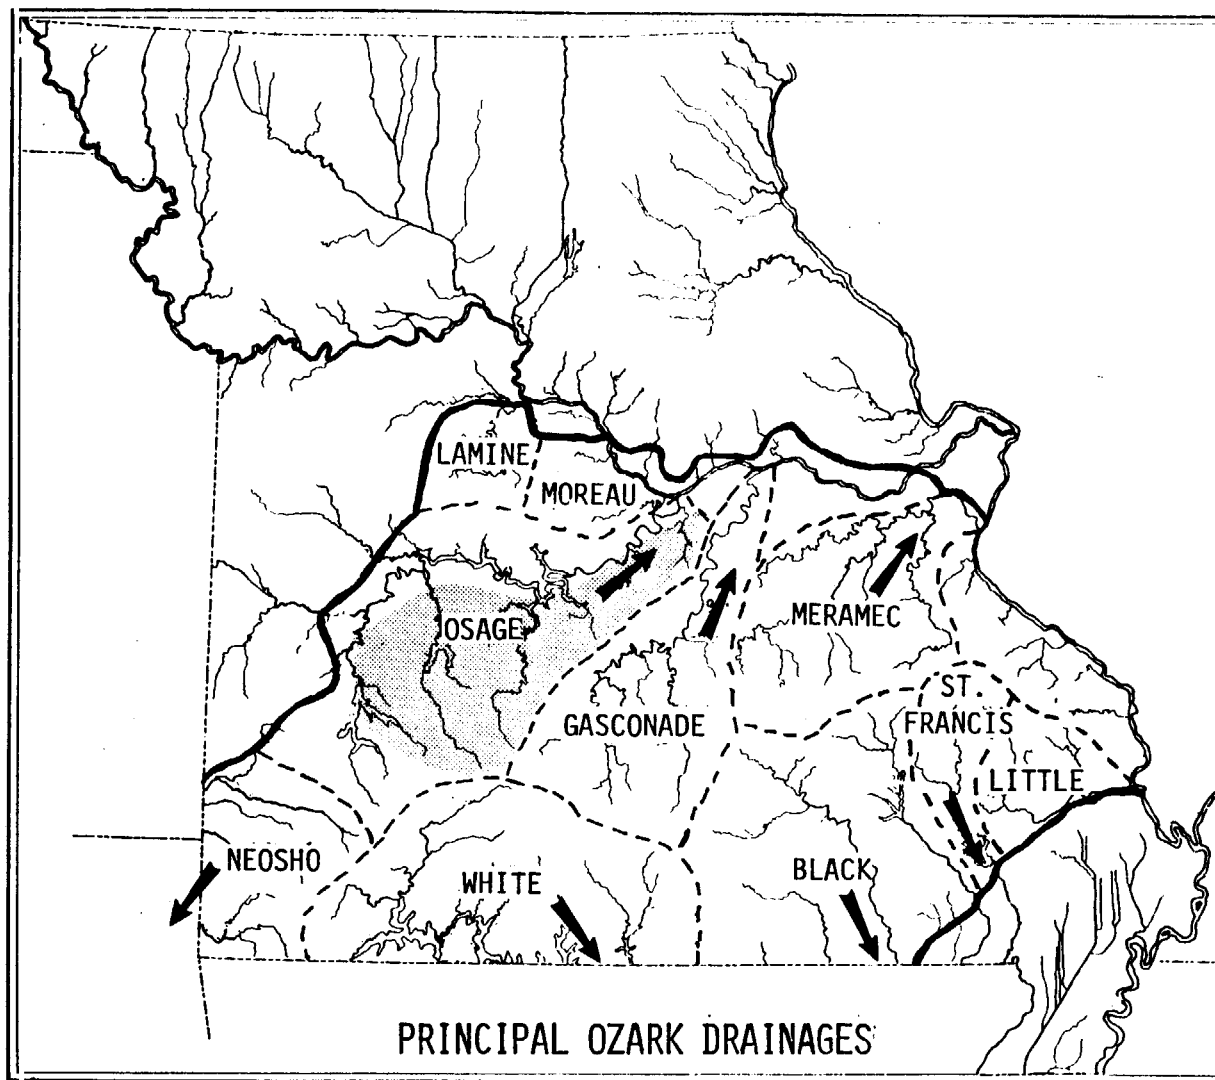 LAMINE
MOREAU
OSAGE
MERAMEC
GASCONADE
ST.
FRANCIS
LITTLE
NEOSHO
WHITE
BLACK
PRINCIPAL OZARK DRAINAGES